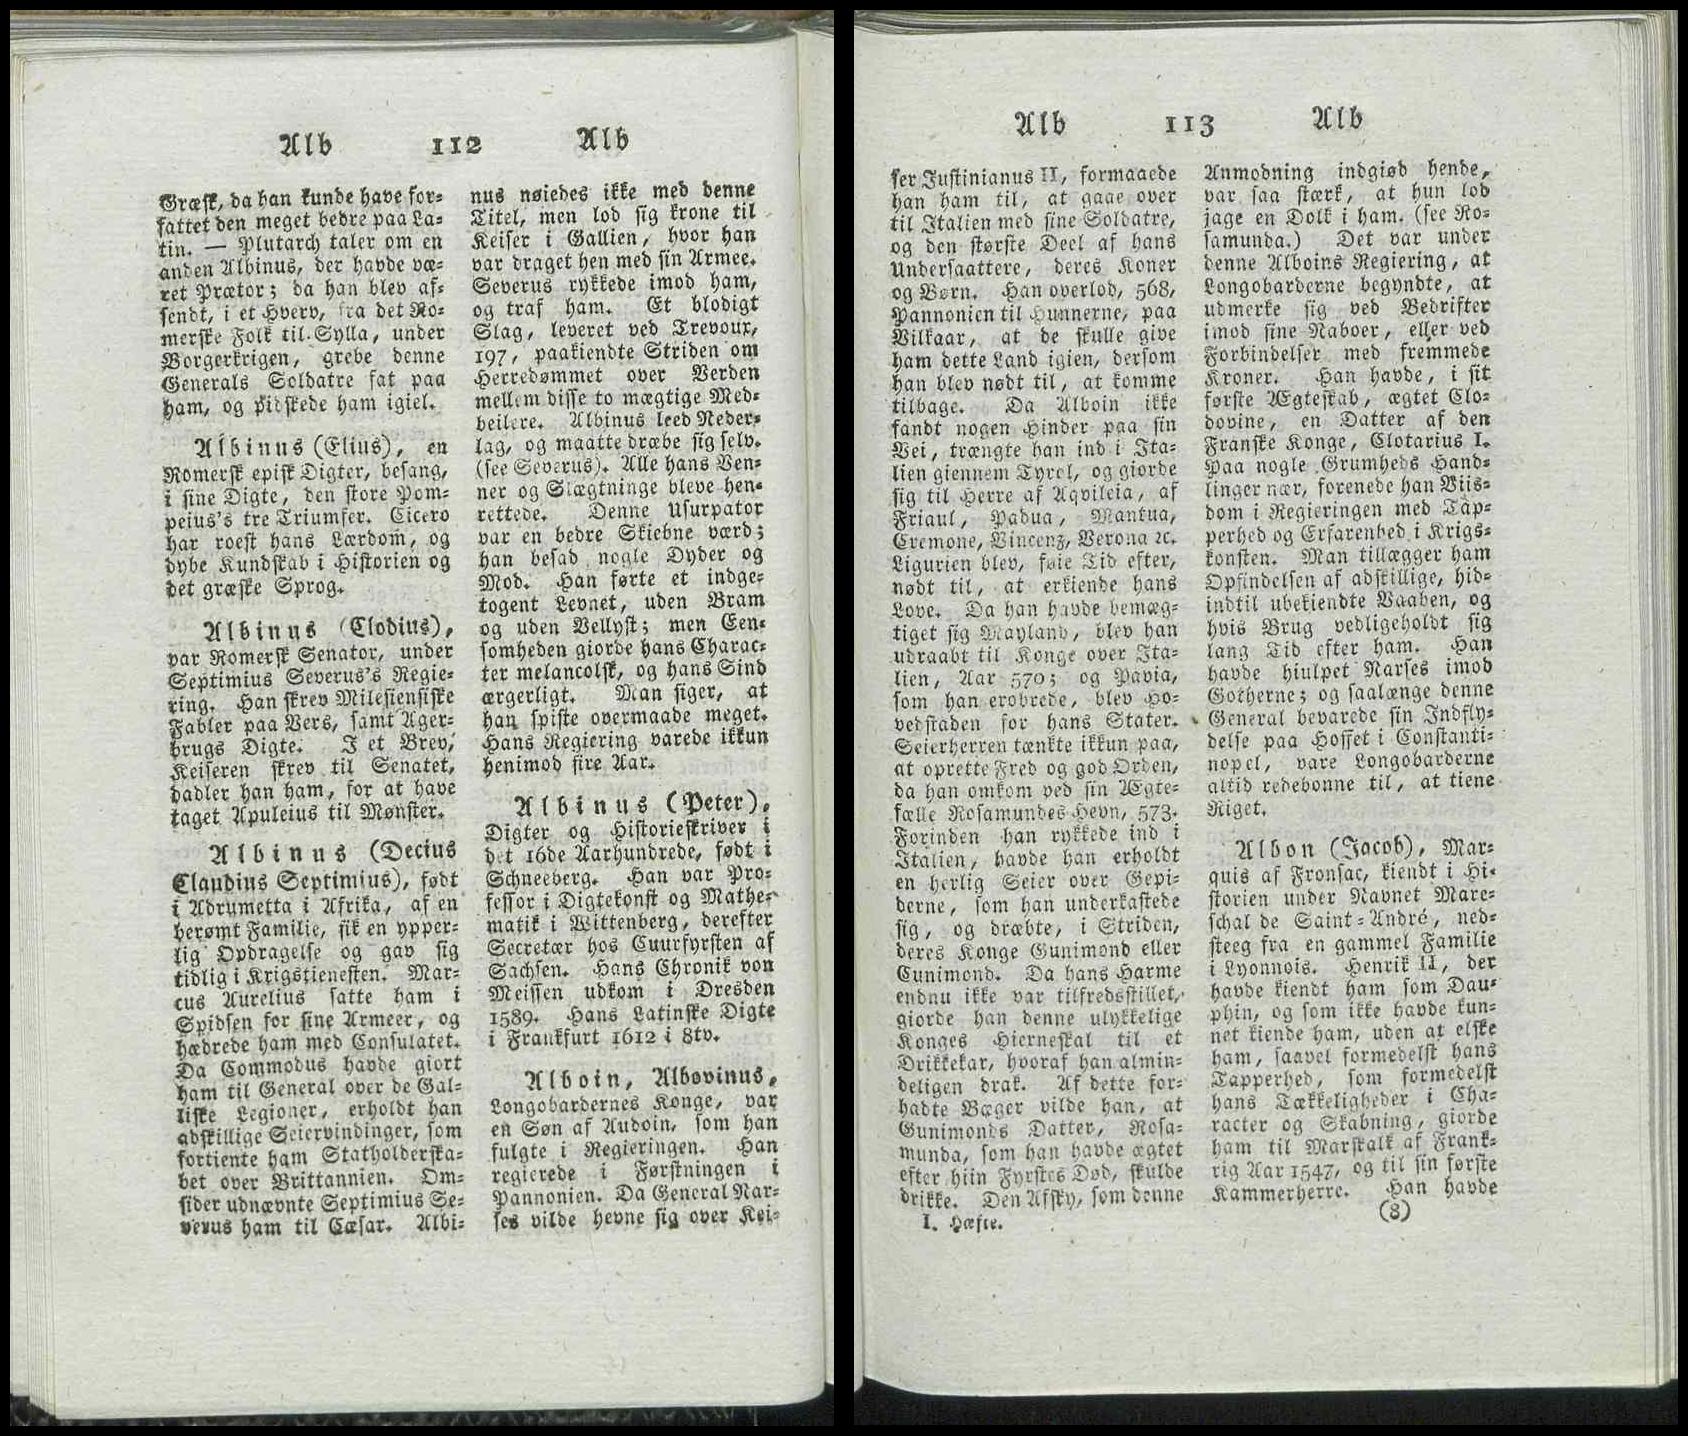 Alb 112 Alb
Græsk, da han kunde have for-
fattet den meget bedre paa La-
tin. — Plutarch taler om en
anden Albinus, der havde væ-
ret Prætor; da han blev af-
sendt, i et Hverv, fra det Ro-
merske Folk til Sylla, under
Borgerkrigen, grebe denne
Generals Soldatre fat paa
ham, og pidskede ham igiel.
Albinus (Elius), en
Romersk episk Digter, besang,
i sine Digte, den store Pom-
peius's tre Triumfer. Cicero
har roest hans Lærdom, og
dybe Kundskab i Historien og
det græske Sprog.
Albinus (Clodius),
var Romersk Senator, under
Septimius Severus's Regie-
ring. Han skrev Milesiensiske
Fabler paa Vers, samt Ager-
brugs Digte. I et Brev,
Keiseren skrev til Senatet,
dadler han ham, for at have
taget Apuleius til Mønster.
Albinus (Decius
Claudius Septimius), født
i Adrumetta i Afrika, af en
berømt Familie, fik en ypper-
lig Opdragelse og gav sig
tidlig i Krigstienesten. Mar-
cus Aurelius satte ham i
Spidsen for sine Armeer, og
hædrede ham med Consulatet.
Da Commodus havde giort
ham til General over de Gal-
liske Legioner, erholdt han
adskillige Seiervindinger, som
fortiente ham Statholderska-
bet over Brittannien. Om-
sider udnævnte Septimius Se-
verus ham til Cæsar. Albi-
nus nøiedes ikke med denne
Titel, men lod sig krone til
Keiser i Gallien, hvor han
var draget hen med sin Armee.
Severus rykkede imod ham,
og traf ham. Et blodigt
Slag, leveret ved Trevoux,
197, paakiendte Striden om
Herredømmet over Verden
mellem disse to mægtige Med-
beilere. Albinus leed Neder-
lag, og maatte dræbe sig selv.
(see Severus). Alle hans Ven-
ner og Slægtninge bleve hen-
rettede. Denne Usurpator
var en bedre Skiebne værd;
han besad nogle Dyder og
Mod. Han førte et indge-
togent Levnet, uden Bram
og uden Vellyst; men Een-
somheden giorde hans Charac-
ter melancolsk, og hans Sind
ærgerligt. Man siger, at
han spiste overmaade meget.
Hans Regiering varede ikkun
henimod fire Aar.
Albinus (Peter),
Digter og Historieskriver i
det 16de Aarhundrede, født i
Schneeberg. Han var Pro-
fessor i Digtekonst og Mathe-
matik i Wittenberg, derefter
Secretær hos Cuurfyrsten af
Sachsen. Hans Chronik von
Meissen udkom i Dresden
1589. Hans Latinske Digte
i Frankfurt 1612 i 8tv.
Alboin, Albovinus,
Longobardernes Konge, var
en Søn af Audoin, som han
fulgte i Regieringen. Han
regierede i Førstningen i
Pannonien. Da General Nar-
ses vilde hevne sig over Kei-
Alb 113 Alb
ser Justinianus II, formaaede
han ham til, at gaae over
til Italien med sine Soldatre,
og den største Deel af hans
Undersaattere, deres Koner
og Børn. Han overlod, 568,
Pannonien til Hunnerne, paa
Vilkaar, at de skulle give
ham dette Land igien, dersom
han blev nødt til, at komme
tilbage. Da Alboin ikke
fandt nogen Hinder paa sin
Vei, trængte han ind i Ita-
lien giennem Tyrol, og giorde
sig til Herre af Aqvileia, af
Friaul, Padua, Mantua,
Cremone, Vincenz, Verona ꝛc.
Ligurien blev, føie Tid efter,
nødt til, at erkiende hans
Love. Da han havde bemæg-
tiget sig Mayland, blev han
udraabt til Konge over Ita-
lien, Aar 570; og Pavia,
som han erobrede, blev Ho-
vedstaden for hans Stater.
Seierherren tænkte ikkun paa,
at oprette Fred og god Orden,
da han omkom ved sin Ægte-
fælle Rosamundes Hevn, 573.
Forinden han rykkede ind i
Italien, havde han erholdt
en herlig Seier over Gepi-
derne, som han underkastede
sig, og dræbte, i Striden,
deres Konge Gunimond eller
Cunimond. Da hans Harme
endnu ikke var tilfredsstillet,
giorde han denne ulykkelige
Konges Hierneskal til et
Drikkekar, hvoraf han almin-
deligen drak. Af dette for-
hadte Bæger vilde han, at
Gunimonds Datter, Rosa-
munda, som han havde ægtet
efter hiin Fyrstes Død, skulde
drikke. Den Afsky, som denne
I. Hæfte.
Anmodning indgiød hende,
var saa stærk, at hun lod
jage en Dolk i ham. (see Ro-
samunda.) Det var under
denne Alboins Regiering, at
Longobarderne begyndte, at
udmerke sig ved Bedrifter
imod sine Naboer, eller ved
Forbindelser med fremmede
Kroner. Han havde, i sit
første Ægteskab, ægtet Clo-
dovine, en Datter af den
Franske Konge, Clotarius I.
Paa nogle Grumheds Hand-
linger nær, forenede han Viis-
dom i Regieringen med Tap-
perhed og Erfarenhed i Krigs-
konsten. Man tillægger ham
Opfindelsen af adskillige, hid-
indtil ubekiendte Vaaben, og
hvis Brug vedligeholdt sig
lang Tid efter ham. Han
havde hiulpet Narses imod
Gotherne; og saalænge denne
General bevarede sin Indfly-
delse paa Hoffet i Constanti-
nopel, vare Longobarderne
altid redebonne til, at tiene
Riget.
Albon (Jacob), Mar-
quis af Fronsac, kiendt i Hi-
storien under Navnet Mare-
schal de Saint-André, ned-
steeg fra en gammel Familie
i Lyonnois. Henrik II, der
havde kiendt ham som Dau-
phin, og som ikke havde kun-
net kiende ham, uden at elske
ham, saavel formedelst hans
Tapperhed, som formedelst
hans Tækkeligheder i Cha-
racter og Skabning, giorde
ham til Marskalk af Frank-
rig Aar 1547, og til sin første
Kammerherre. Han havde
(8)